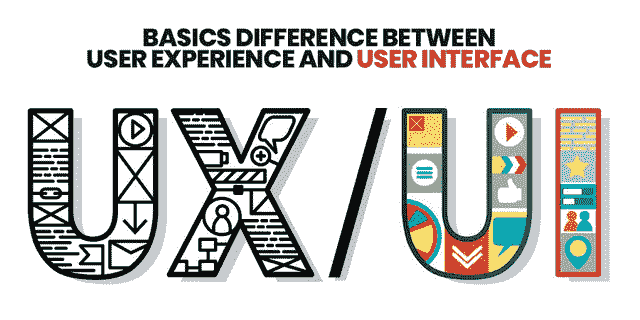 BASICS DIFFERENCE BETWEEN
USER EXPERIENCE AND USER INTERFACE
UX/UI